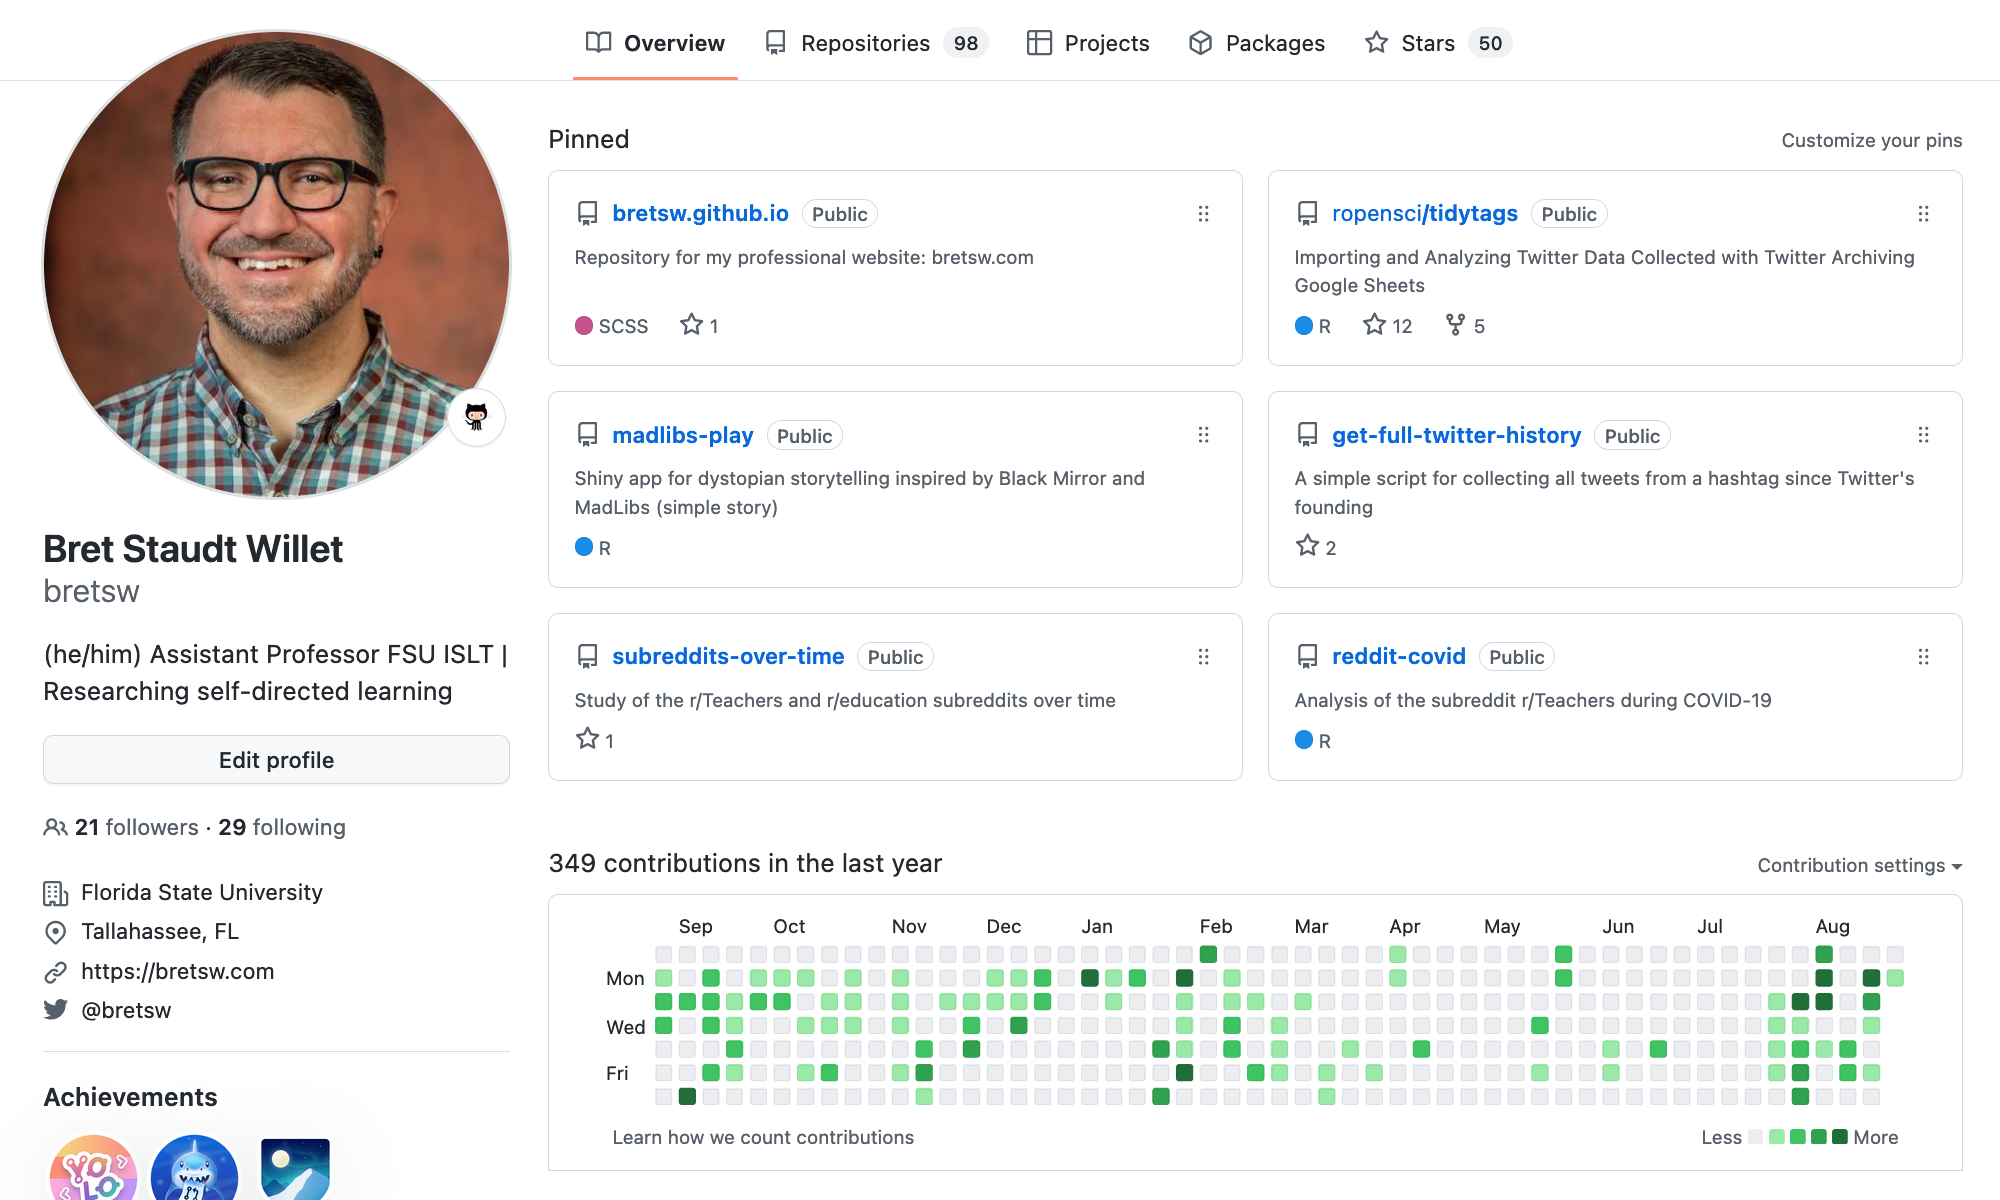 Overview
Repositories 98
Projects
Packages
Stars 50
Bret Staudt Willet
bretsw
(he/him) Assistant Professor FSU ISLT |
Researching self-directed learning
Edit profile
21 followers · 29 following
Florida State University
Tallahassee, FL
https://bretsw.com
@bretsw
Achievements
YOLO
Pinned
Customize your pins
bretsw.github.io Public
Repository for my professional website: bretsw.com
SCSS 1
ropensci/tidytags Public
Importing and Analyzing Twitter Data Collected with Twitter Archiving
Google Sheets
R 12 5
madlibs-play Public
Shiny app for dystopian storytelling inspired by Black Mirror and
MadLibs (simple story)
R
get-full-twitter-history Public
A simple script for collecting all tweets from a hashtag since Twitter's
founding
2
subreddits-over-time Public
Study of the r/Teachers and r/education subreddits over time
1
reddit-covid Public
Analysis of the subreddit r/Teachers during COVID-19
R
349 contributions in the last year
Contribution settings
Sep Oct Nov Dec Jan Feb Mar Apr May Jun Jul Aug
Mon
Wed
Fri
Learn how we count contributions
Less More